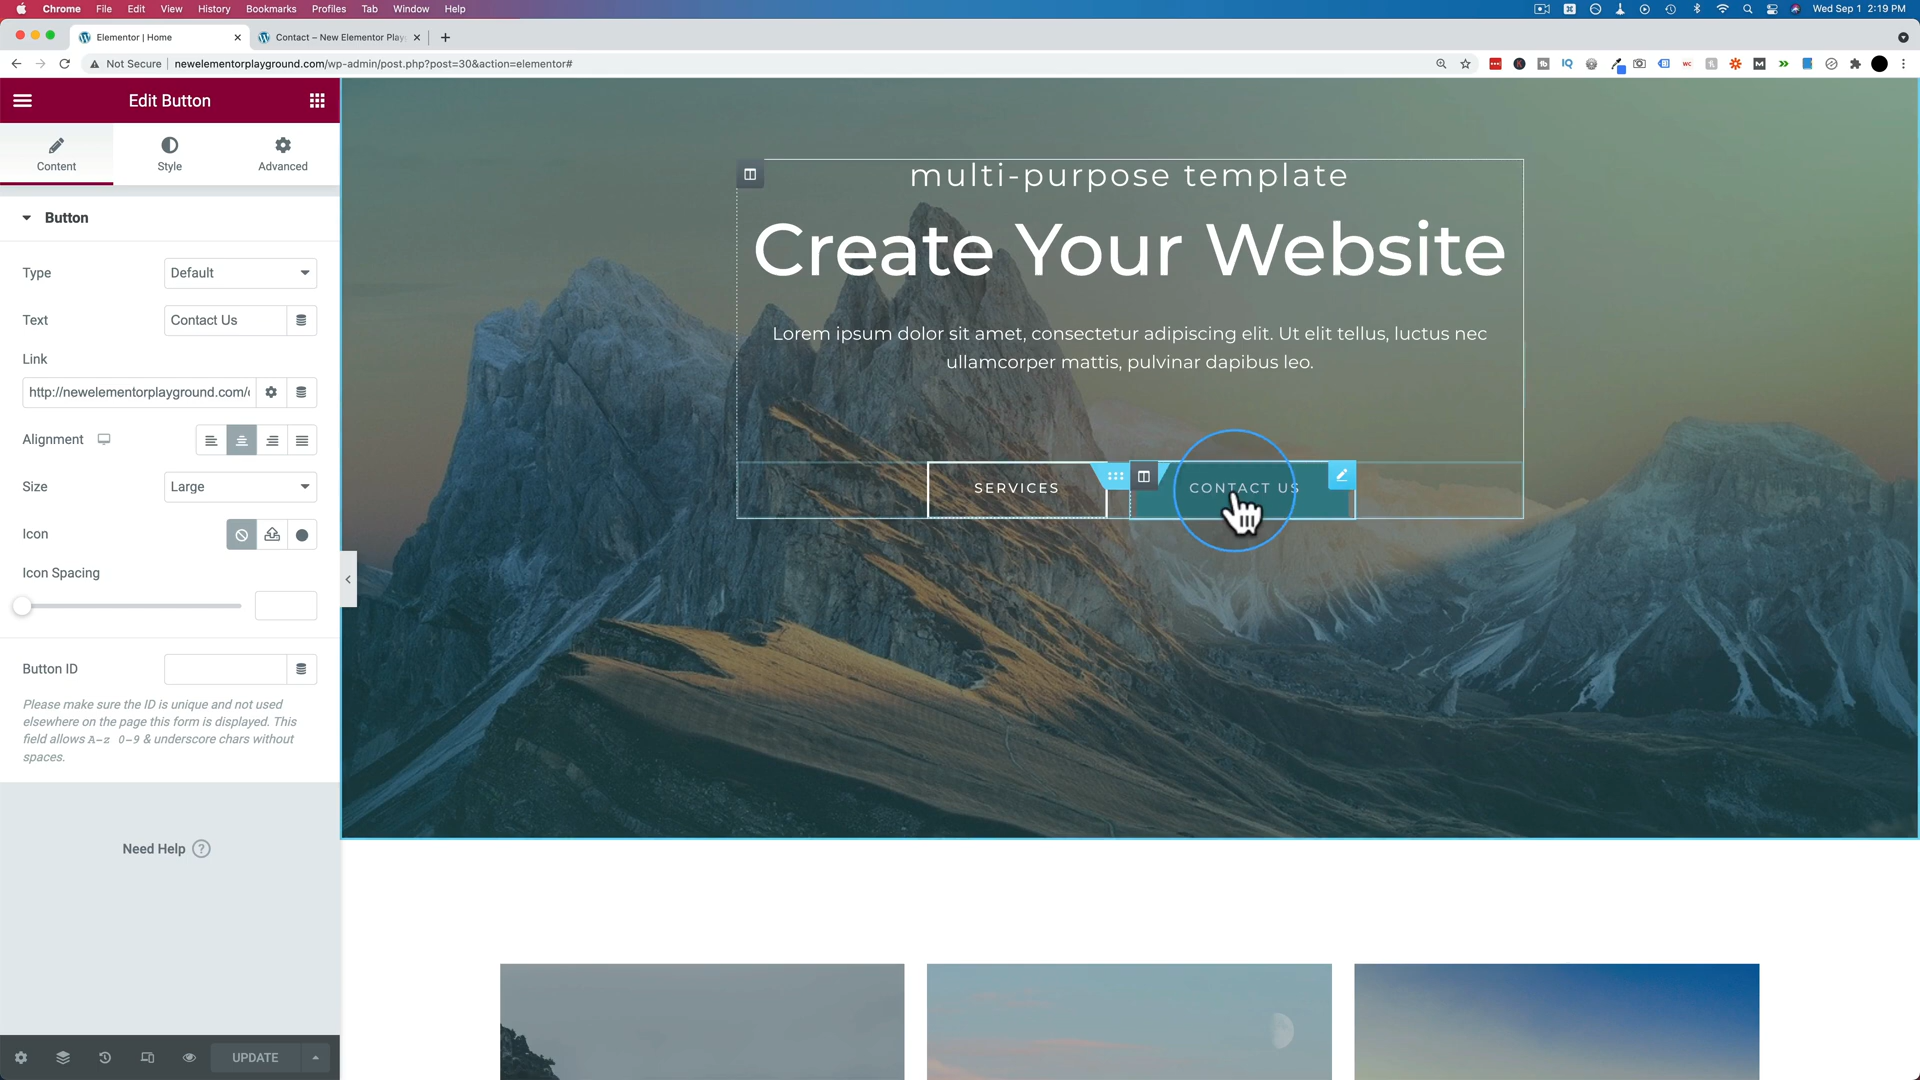 Chrome File Edit View History Bookmarks Profiles Tab Window Help Wed Sep 1 2:19 PM
Elementor | Home Contact – New Elementor Play
Not Secure newelementorplayground.com/wp-admin/post.php?post=30&action=elementor#
Edit Button
Content Style Advanced
Button
Type Default
Text Contact Us
Link
http://newelementorplayground.com/
Alignment
Size Large
Icon
Icon Spacing
Button ID
Please make sure the ID is unique and not used
elsewhere on the page this form is displayed. This
field allows A-z 0-9 & underscore chars without
spaces.
Need Help ?
UPDATE
multi-purpose template
Create Your Website
Lorem ipsum dolor sit amet, consectetur adipiscing elit. Ut elit tellus, luctus nec
ullamcorper mattis, pulvinar dapibus leo.
SERVICES
CONTACT US